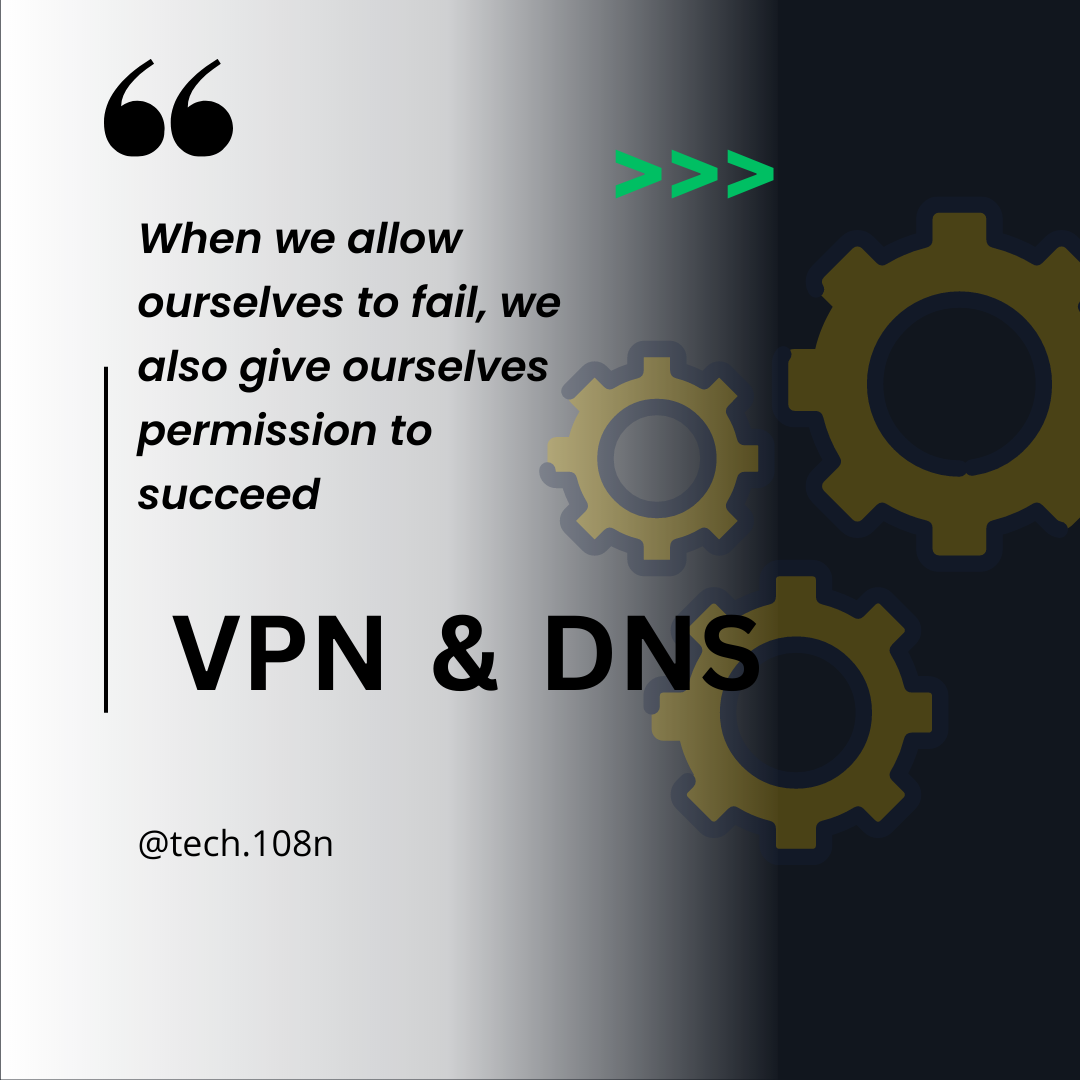 “
>>>
When we allow
ourselves to fail, we
also give ourselves
permission to
succeed
VPN & DNS
@tech.108n